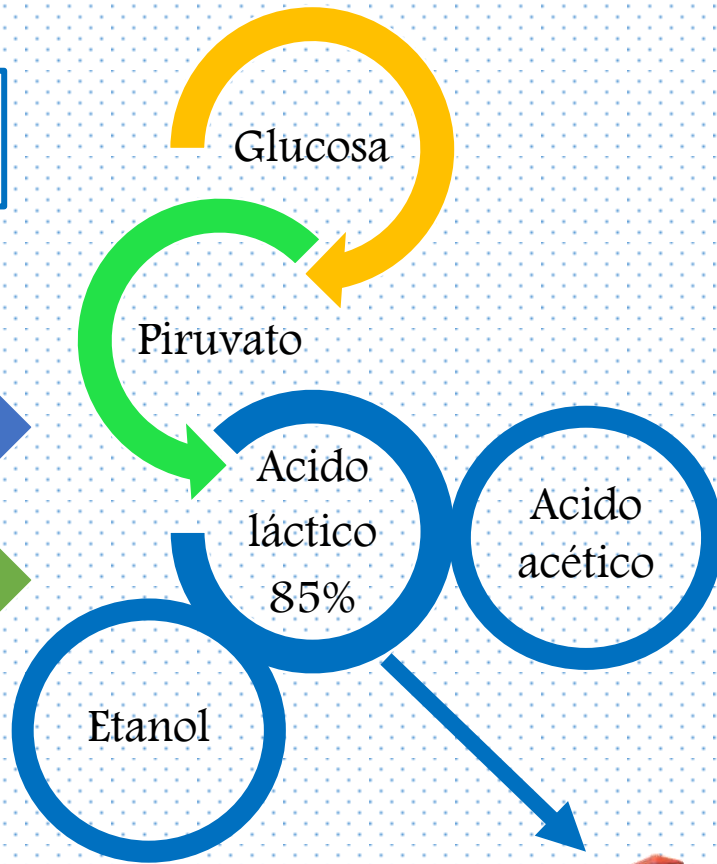 Glucosa
Piruvato
Acido
láctico
85%
Acido
acético
Etanol